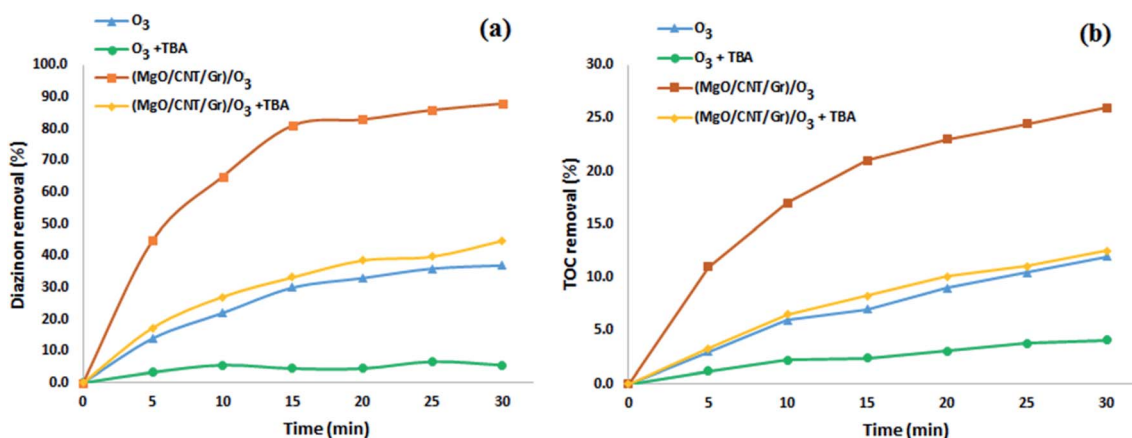 (a)
O₃
O₃ +TBA
(MgO/CNT/Gr)/O₃
(MgO/CNT/Gr)/O₃ +TBA
100.0
90.0
80.0
70.0
60.0
50.0
40.0
30.0
20.0
10.0
0.0
Diazinon removal (%)
0 5 10 15 20 25 30
Time (min)
(b)
O₃
O₃ + TBA
(MgO/CNT/Gr)/O₃
(MgO/CNT/Gr)/O₃ + TBA
30.0
25.0
20.0
15.0
10.0
5.0
0.0
TOC removal (%)
0 5 10 15 20 25 30
Time (min)